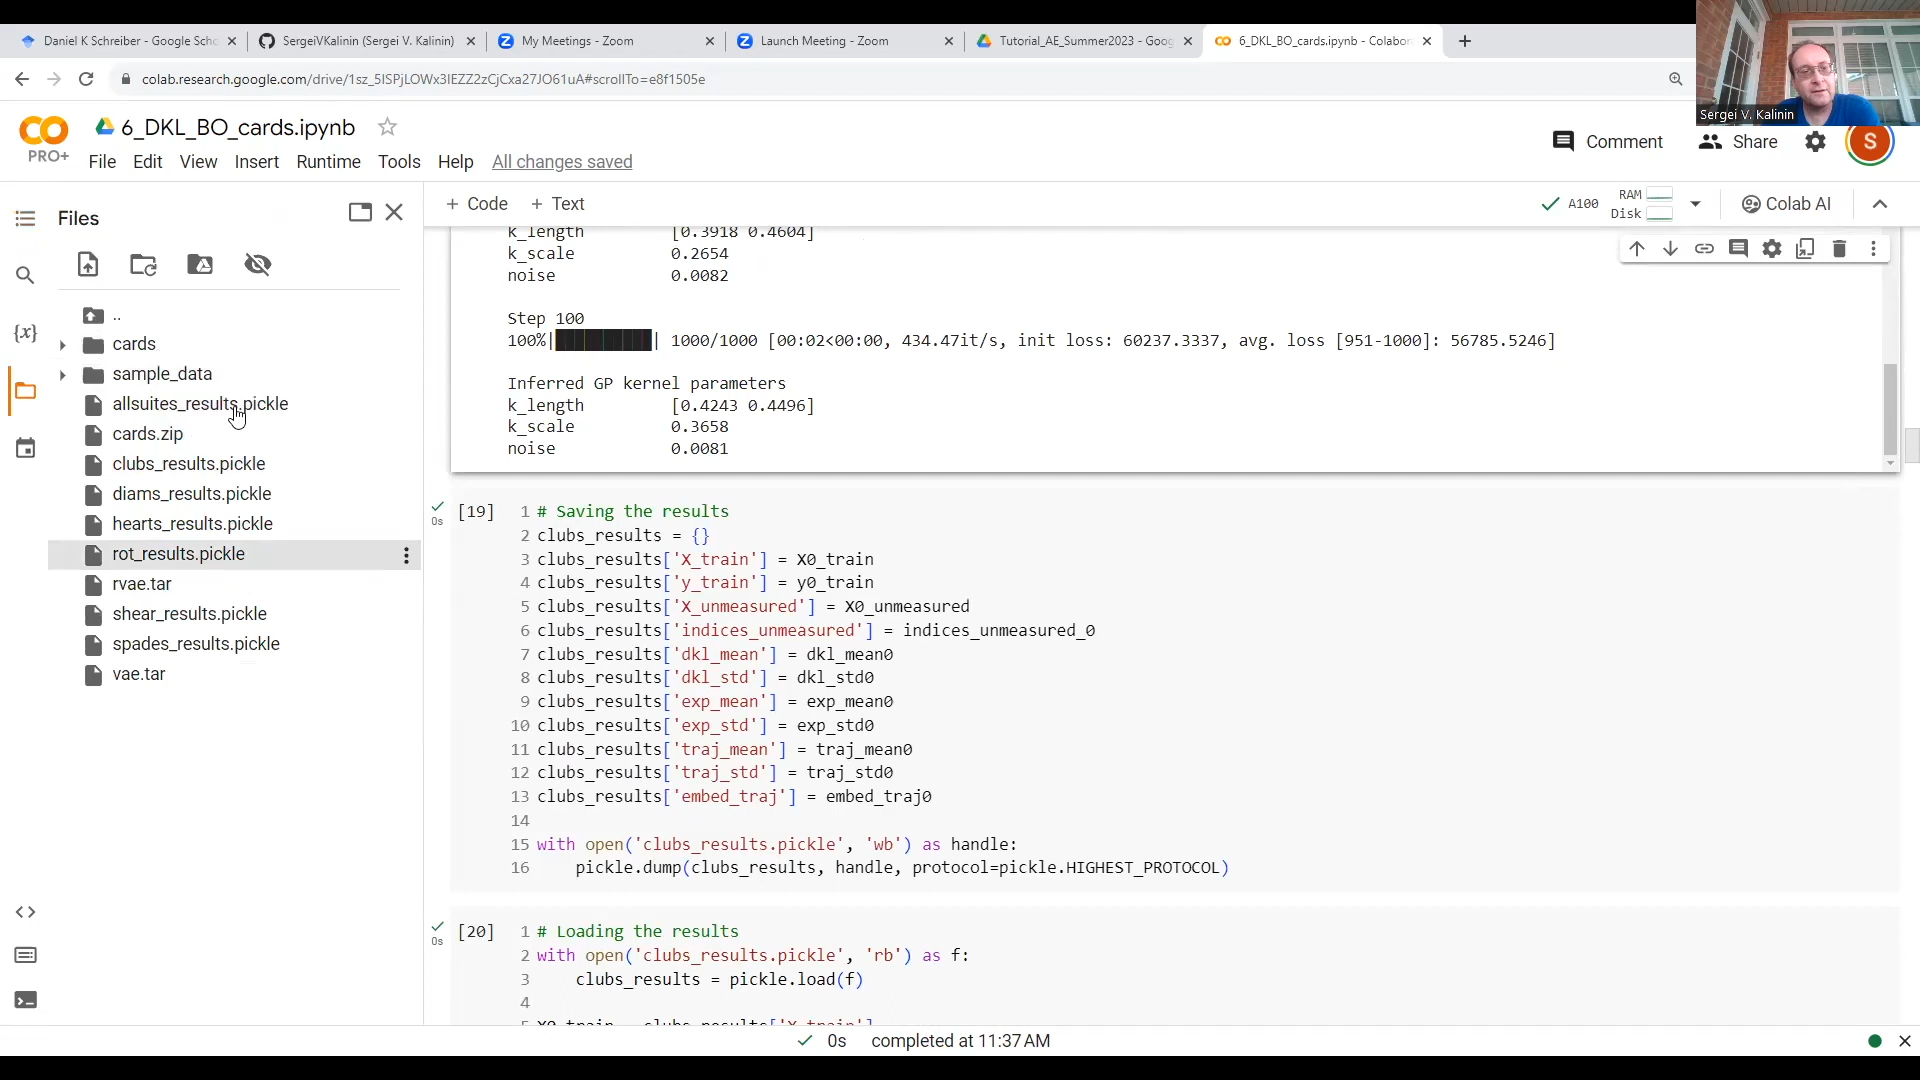 Daniel K Schreiber - Google Scho
SergeiVKalinin (Sergei V. Kalinin)
My Meetings - Zoom
Launch Meeting - Zoom
Tutorial_AE_Summer2023 - Goog
6_DKL_BO_cards.ipynb - Colabor
colab.research.google.com/drive/1sz_5lSPjLOWx3IEZZ2zCjCxa27JO61uA#scrollTo=e8f1505e
Sergei V. Kalinin
PRO+
6_DKL_BO_cards.ipynb
File Edit View Insert Runtime Tools Help All changes saved
Comment
Share
S
Files
+ Code + Text
A100
RAM
Disk
Colab AI
..
cards
sample_data
allsuites_results.pickle
cards.zip
clubs_results.pickle
diams_results.pickle
hearts_results.pickle
rot_results.pickle
rvae.tar
shear_results.pickle
spades_results.pickle
vae.tar
{x}
k_length [0.3918 0.4604]
k_scale 0.2654
noise 0.0082
Step 100
100%|██████████| 1000/1000 [00:02<00:00, 434.47it/s, init loss: 60237.3337, avg. loss [951-1000]: 56785.5246]
Inferred GP kernel parameters
k_length [0.4243 0.4496]
k_scale 0.3658
noise 0.0081
0s
[19]
1 # Saving the results
2 clubs_results = {}
3 clubs_results['X_train'] = X0_train
4 clubs_results['y_train'] = y0_train
5 clubs_results['X_unmeasured'] = X0_unmeasured
6 clubs_results['indices_unmeasured'] = indices_unmeasured_0
7 clubs_results['dkl_mean'] = dkl_mean0
8 clubs_results['dkl_std'] = dkl_std0
9 clubs_results['exp_mean'] = exp_mean0
10 clubs_results['exp_std'] = exp_std0
11 clubs_results['traj_mean'] = traj_mean0
12 clubs_results['traj_std'] = traj_std0
13 clubs_results['embed_traj'] = embed_traj0
14
15 with open('clubs_results.pickle', 'wb') as handle:
16     pickle.dump(clubs_results, handle, protocol=pickle.HIGHEST_PROTOCOL)
0s
[20]
1 # Loading the results
2 with open('clubs_results.pickle', 'rb') as f:
3     clubs_results = pickle.load(f)
4
5 X0_train = clubs_results['X_train']
0s completed at 11:37 AM